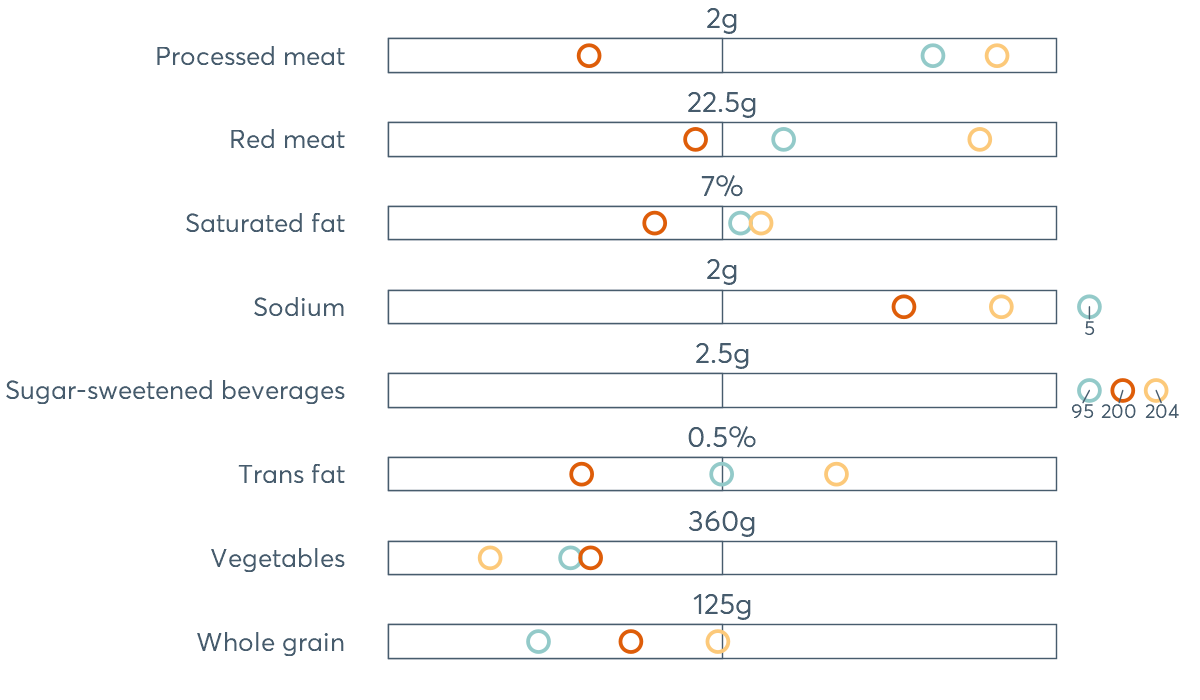 2g
Processed meat
22.5g
Red meat
7%
Saturated fat
2g
Sodium
5
2.5g
Sugar-sweetened beverages
95 200 204
0.5%
Trans fat
360g
Vegetables
125g
Whole grain